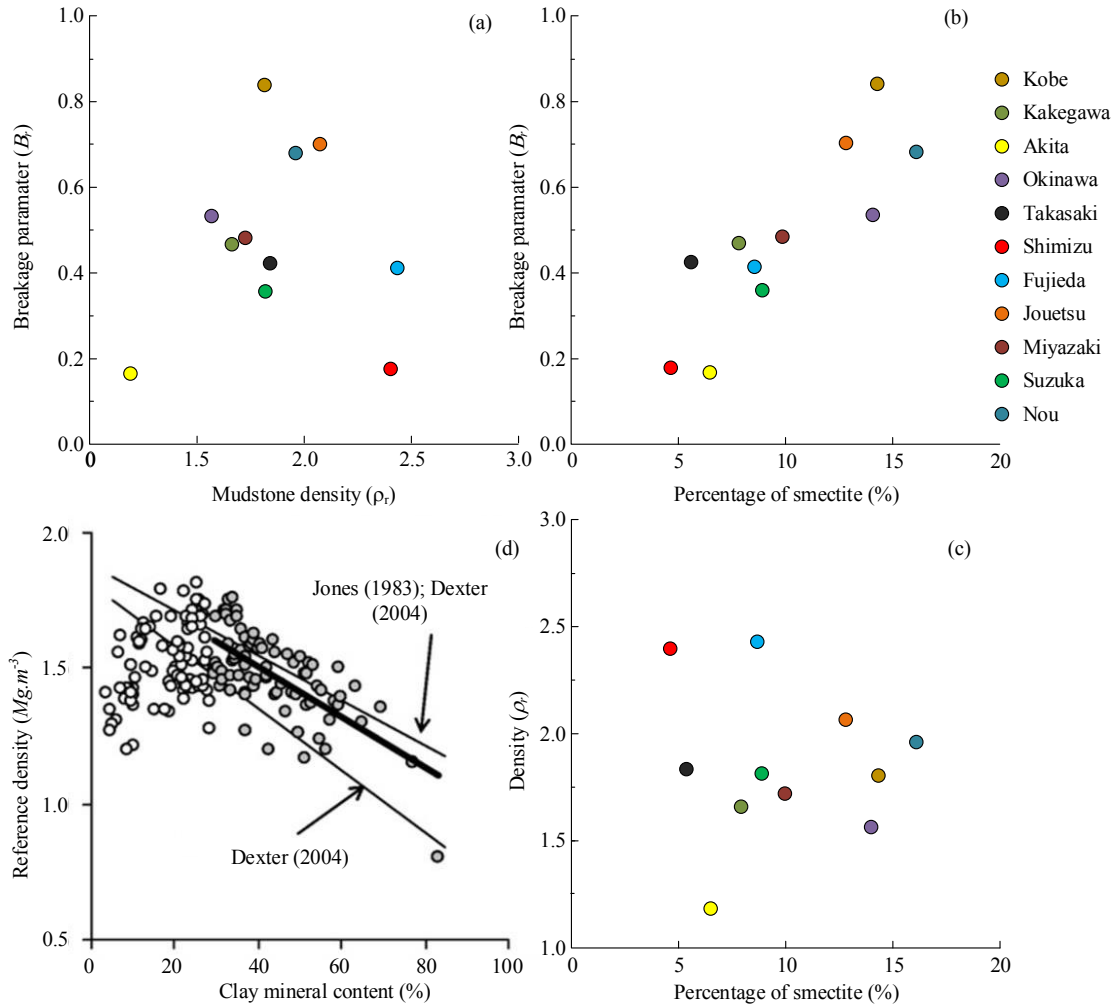 (a)
1.0
0.8
0.6
0.4
0.2
0.0
Breakage paramater (Bᵣ)
0
1.5
2.0
2.5
3.0
Mudstone density (ρᵣ)
(b)
1.0
0.8
0.6
0.4
0.2
0.0
Breakage paramater (Bᵣ)
0
5
10
15
20
Percentage of smectite (%)
Kobe
Kakegawa
Akita
Okinawa
Takasaki
Shimizu
Fujieda
Jouetsu
Miyazaki
Suzuka
Nou
(d)
2.0
1.5
1.0
0.5
Reference density (Mg.m⁻³)
Jones (1983); Dexter
(2004)
Dexter (2004)
0
20
40
60
80
100
Clay mineral content (%)
(c)
3.0
2.5
2.0
1.5
1.0
Density (ρᵣ)
0
5
10
15
20
Percentage of smectite (%)